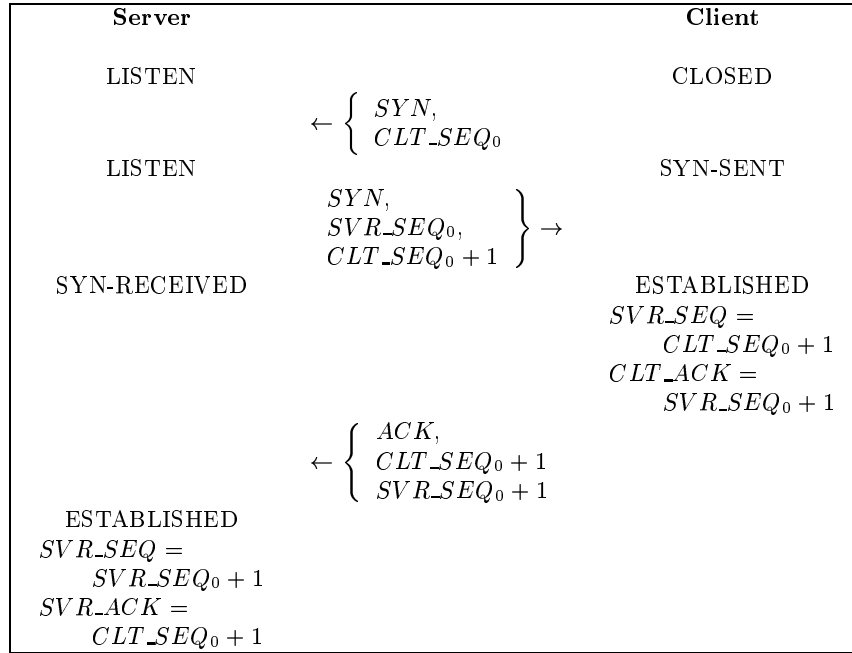 Server Client
LISTEN CLOSED
← { SYN,
CLT_SEQ₀
LISTEN SYN-SENT
SYN,
SVR_SEQ₀,
CLT_SEQ₀ + 1 } →
SYN-RECEIVED ESTABLISHED
SVR_SEQ =
CLT_SEQ₀ + 1
CLT_ACK =
SVR_SEQ₀ + 1
← { ACK,
CLT_SEQ₀ + 1
SVR_SEQ₀ + 1
ESTABLISHED
SVR_SEQ =
SVR_SEQ₀ + 1
SVR_ACK =
CLT_SEQ₀ + 1